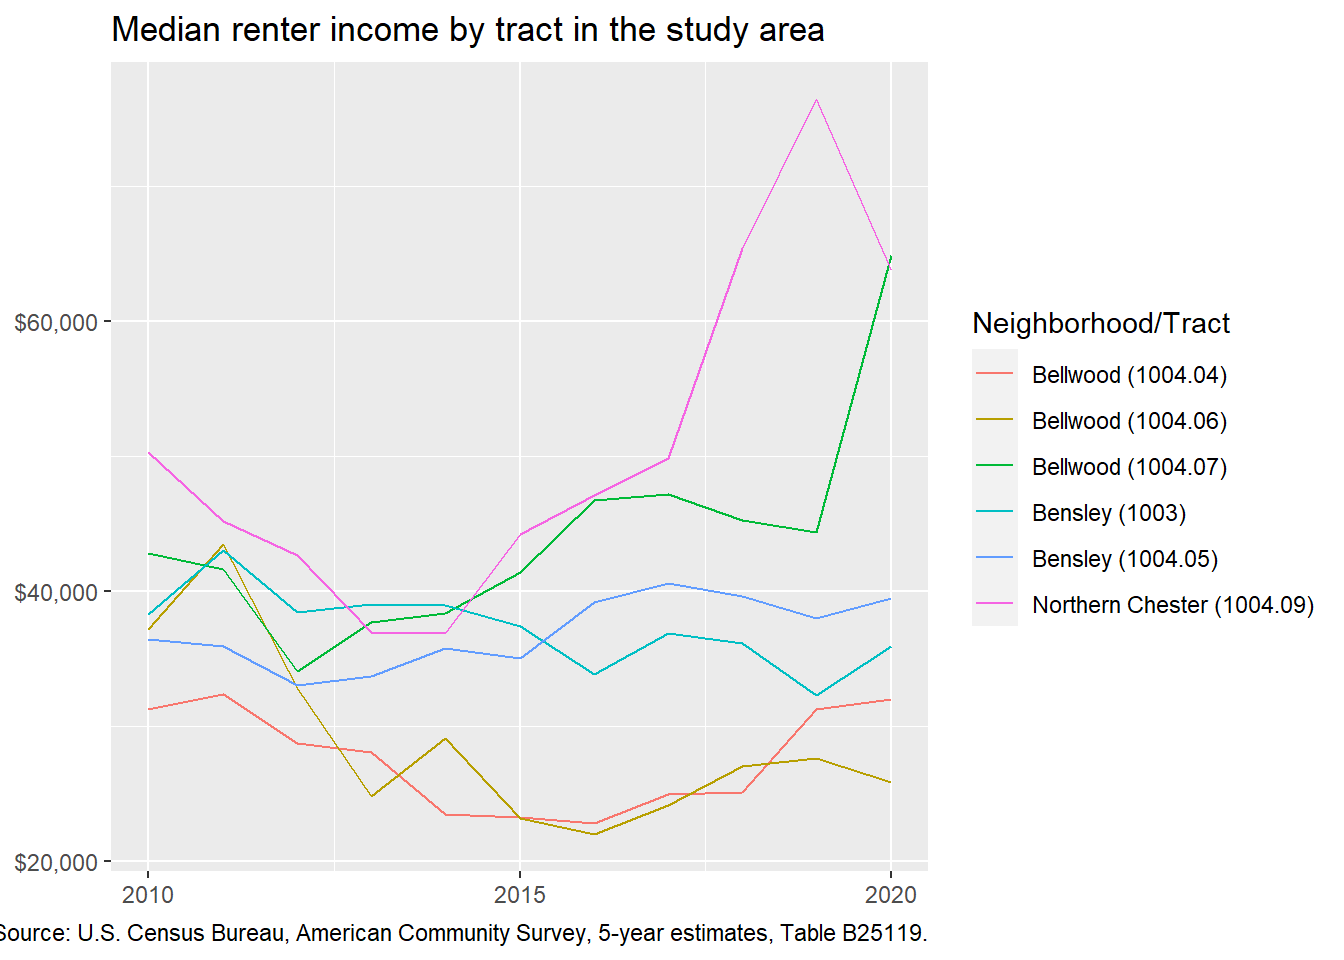 Median renter income by tract in the study area
$60,000
$40,000
$20,000
2010 2015 2020
Neighborhood/Tract
Bellwood (1004.04)
Bellwood (1004.06)
Bellwood (1004.07)
Bensley (1003)
Bensley (1004.05)
Northern Chester (1004.09)
Source: U.S. Census Bureau, American Community Survey, 5-year estimates, Table B25119.